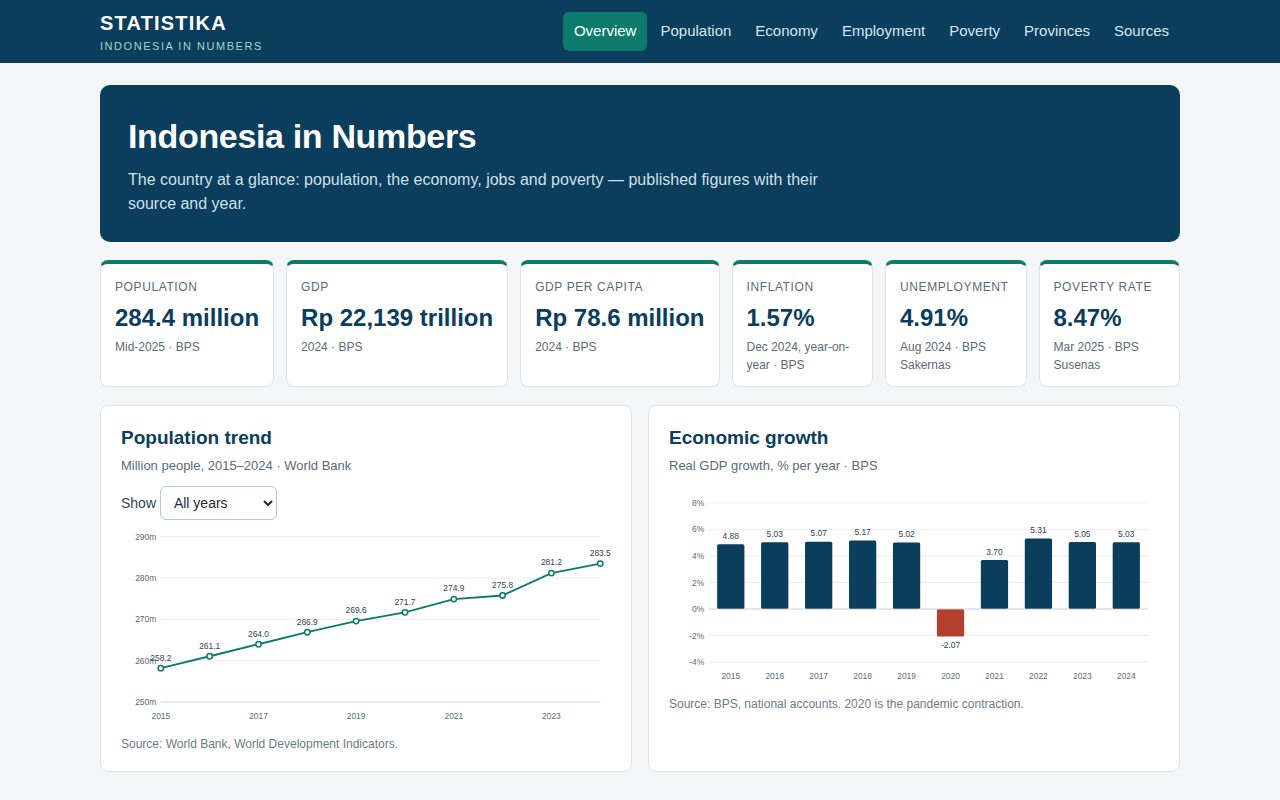 STATISTIKA
INDONESIA IN NUMBERS
Overview Population Economy Employment Poverty Provinces Sources
Indonesia in Numbers
The country at a glance: population, the economy, jobs and poverty — published figures with their
source and year.
POPULATION
284.4 million
Mid-2025 · BPS
GDP
Rp 22,139 trillion
2024 · BPS
GDP PER CAPITA
Rp 78.6 million
2024 · BPS
INFLATION
1.57%
Dec 2024, year-on-
year · BPS
UNEMPLOYMENT
4.91%
Aug 2024 · BPS
Sakernas
POVERTY RATE
8.47%
Mar 2025 · BPS
Susenas
Population trend
Million people, 2015–2024 · World Bank
Show All years
290m
280m
270m
260m
250m
258.2
261.1
264.0
266.9
269.6
271.7
274.9
275.8
281.2
283.5
2015 2017 2019 2021 2023
Source: World Bank, World Development Indicators.
Economic growth
Real GDP growth, % per year · BPS
8%
6%
4%
2%
0%
-2%
-4%
4.88
5.03
5.07
5.17
5.02
-2.07
3.70
5.31
5.05
5.03
2015 2016 2017 2018 2019 2020 2021 2022 2023 2024
Source: BPS, national accounts. 2020 is the pandemic contraction.